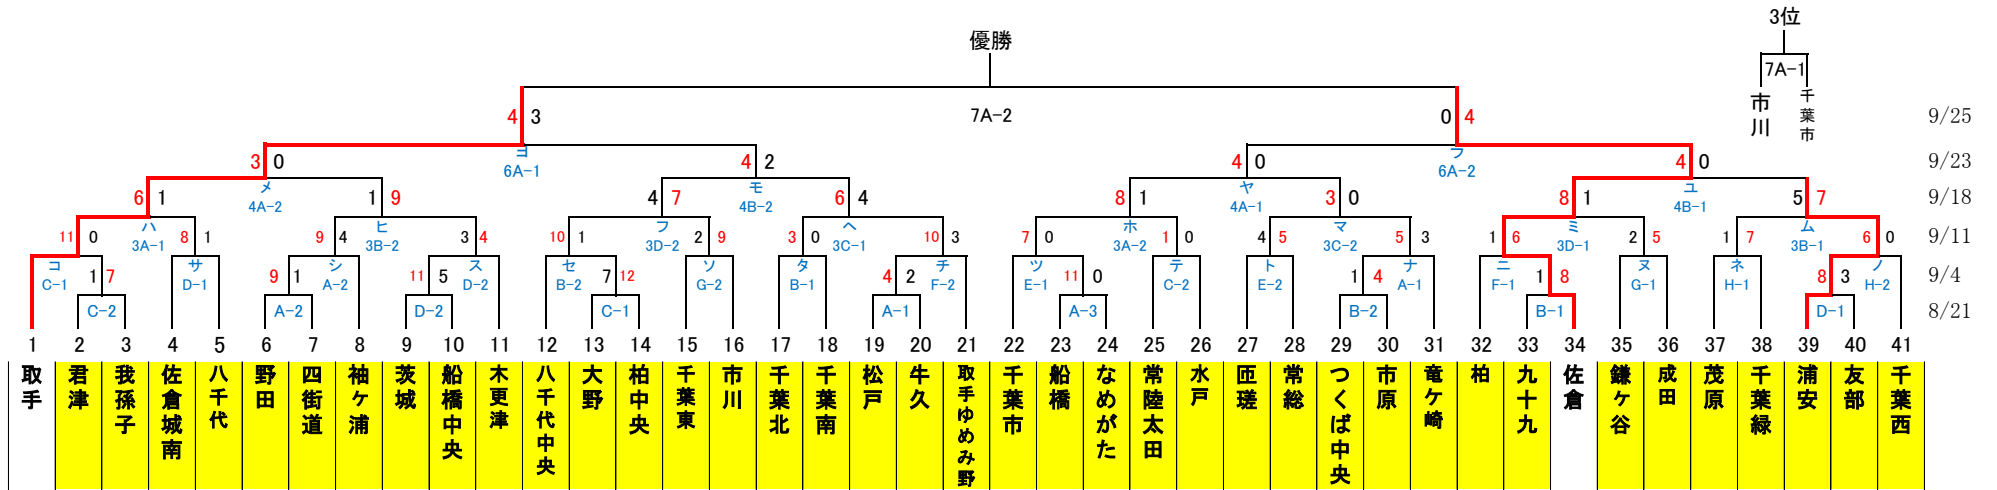 3位
優勝
7A-1
市川
千葉市
4 3 7A-2 0 4 9/25
3 0 ヨ 4 2 4 0 フ 4 0 9/23
6A-1 6A-2
6 1 メ 1 9 4 7 モ 6 4 8 1 ヤ 3 0 8 1 ユ 5 7 9/18
4A-2 4B-2 4A-1 4B-1
11 0 ハ 8 1 9 4 ヒ 3 4 10 1 フ 2 9 3 0 ヘ 10 3 7 0 ホ 1 0 4 5 マ 5 3 1 6 ミ 2 5 1 7 ム 6 0 9/11
3A-1 3B-2 3D-2 3C-1 3A-2 3C-2 3D-1 3B-1
コ 1 7 サ 9 1 シ 11 5 ス セ 7 12 ソ タ 4 2 チ ツ 11 0 テ ト 1 4 ナ ニ 1 8 ヌ ネ 8 3 ノ 9/4
C-1 D-1 A-2 D-2 B-2 G-2 B-1 F-2 E-1 C-2 E-2 A-1 F-1 G-1 H-1 H-2
C-2 A-2 D-2 C-1 A-1 A-3 B-2 B-1 D-1 8/21
1 2 3 4 5 6 7 8 9 10 11 12 13 14 15 16 17 18 19 20 21 22 23 24 25 26 27 28 29 30 31 32 33 34 35 36 37 38 39 40 41
取手
君津
我孫子
佐倉城南
八千代
野田
四街道
袖ヶ浦
茨城
船橋中央
木更津
八千代中央
大野
柏中央
千葉東
市川
千葉北
千葉南
松戸
牛久
取手ゆめみ野
千葉市
船橋
なめがた
常陸太田
水戸
匝瑳
常総
つくば中央
市原
竜ケ崎
柏
九十九
佐倉
鎌ヶ谷
成田
茂原
千葉緑
浦安
友部
千葉西